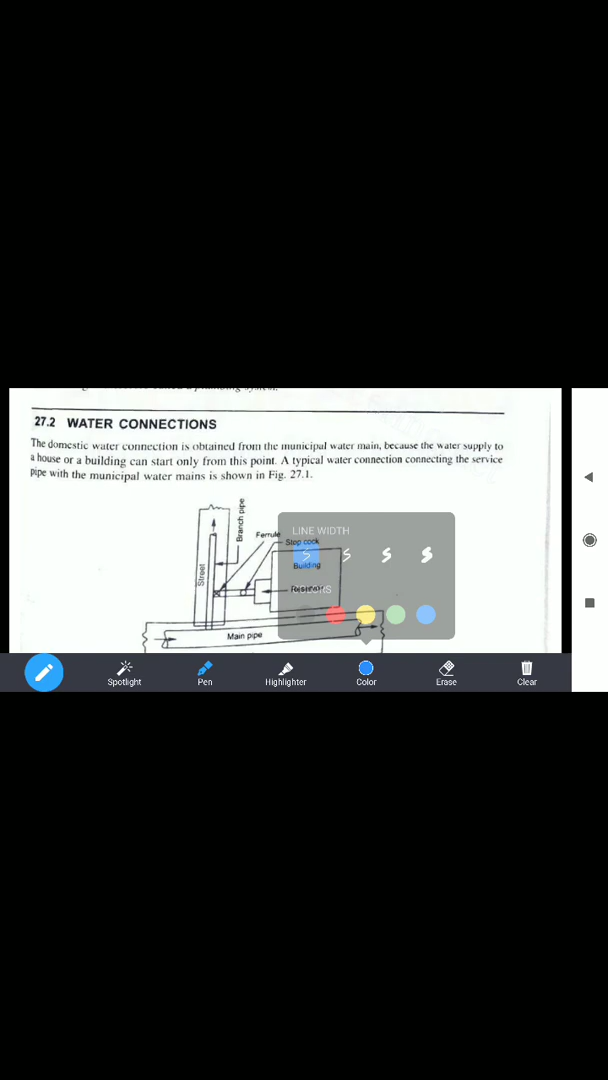 27.2 WATER CONNECTIONS
The domestic water connection is obtained from the municipal water main, because the water supply to
a house or a building can start only from this point. A typical water connection connecting the service
pipe with the municipal water mains is shown in Fig. 27.1.
Branch pipe
Ferrule
Stop cock
LINE WIDTH
Building
Street
Main pipe
Spotlight
Pen
Highlighter
Color
Erase
Clear